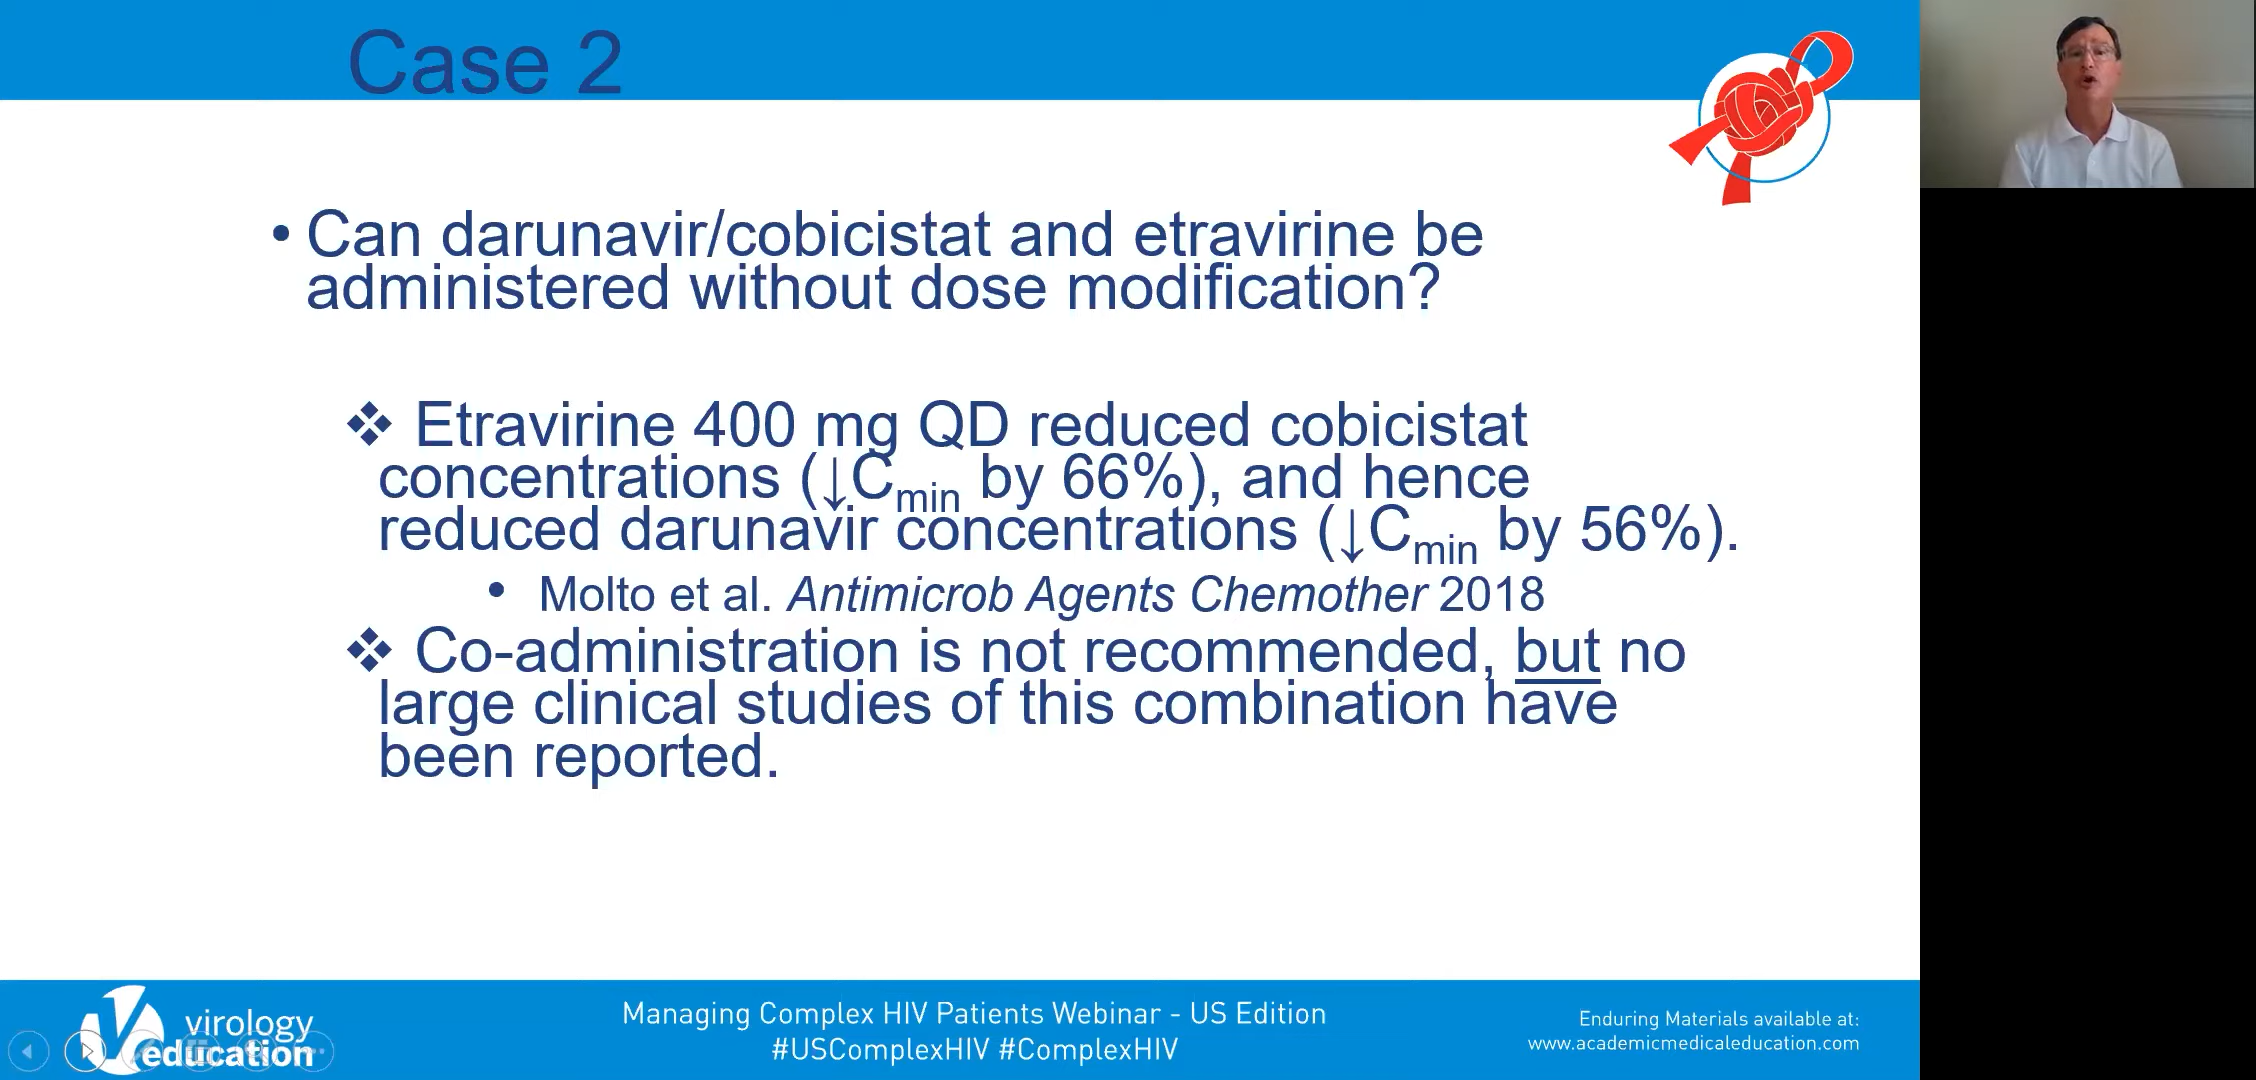 Case 2
• Can darunavir/cobicistat and etravirine be
administered without dose modification?
❖ Etravirine 400 mg QD reduced cobicistat
concentrations (↓Cmin by 66%), and hence
reduced darunavir concentrations (↓Cmin by 56%).
• Molto et al. Antimicrob Agents Chemother 2018
❖ Co-administration is not recommended, but no
large clinical studies of this combination have
been reported.
virology
education
Managing Complex HIV Patients Webinar - US Edition
#USComplexHIV #ComplexHIV
Enduring Materials available at:
www.academicmedicaleducation.com